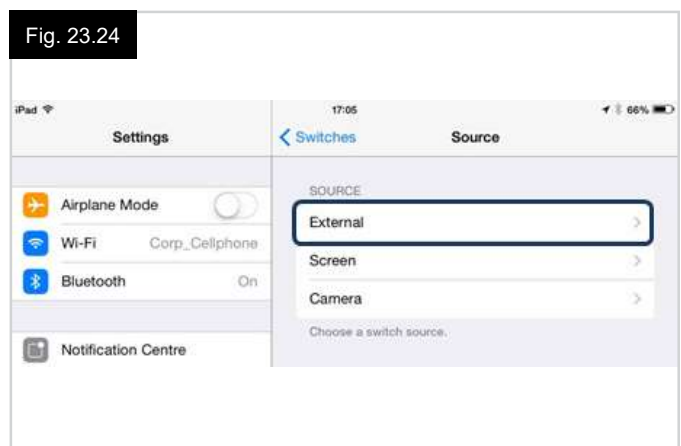 Fig. 23.24
iPad 17:05 66%
Settings
Switches Source
Airplane Mode
Wi-Fi Corp_Cellphone
Bluetooth On
Notification Centre
SOURCE
External
Screen
Camera
Choose a switch source.